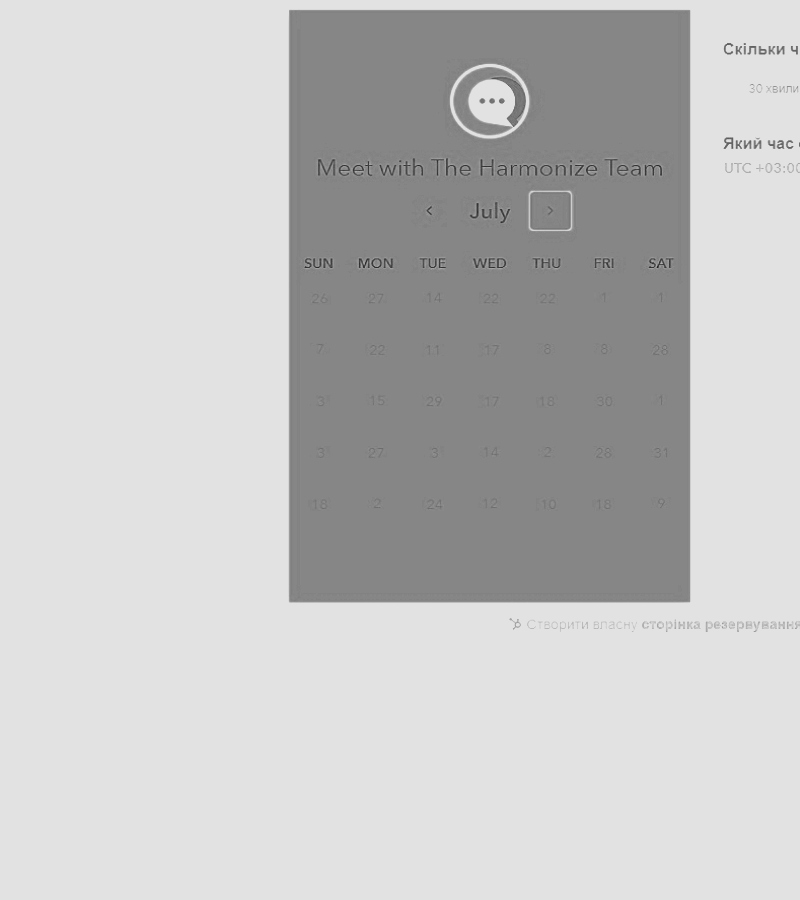 Meet with The Harmonize Team
July
SUN MON TUE WED THU FRI SAT
26 27 14 22 22 1 1
7 22 11 17 8 8 28
3 15 29 17 18 30 1
3 27 3 14 2 28 31
18 2 24 12 10 18 9
Скільки ч
30 хвили
Який час
UTC +03:00
Створити власну сторінка резервування